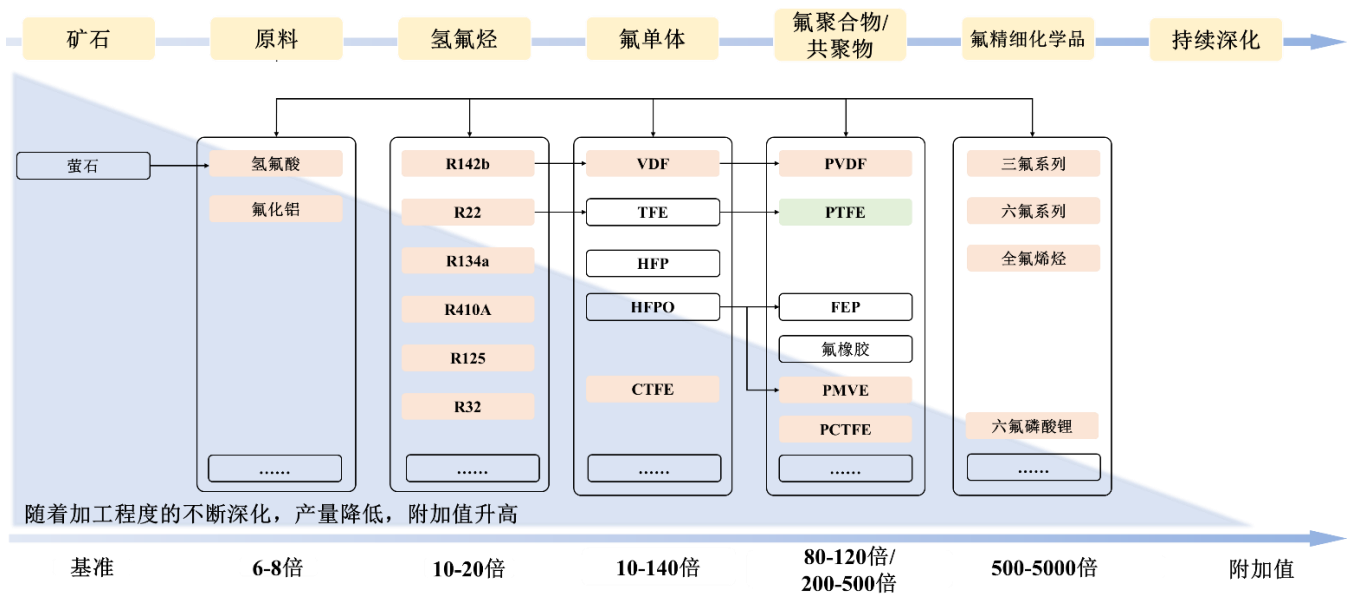 矿石
原料
氢氟烃
氟单体
氟聚合物/
共聚物
氟精细化学品
持续深化
萤石
氢氟酸
氟化铝
......
R142b
R22
R134a
R410A
R125
R32
......
VDF
TFE
HFP
HFPO
CTFE
......
PVDF
PTFE
FEP
氟橡胶
PMVE
PCTFE
......
三氟系列
六氟系列
全氟烯烃
六氟磷酸锂
......
随着加工程度的不断深化，产量降低，附加值升高
基准
6-8倍
10-20倍
10-140倍
80-120倍/
200-500倍
500-5000倍
附加值